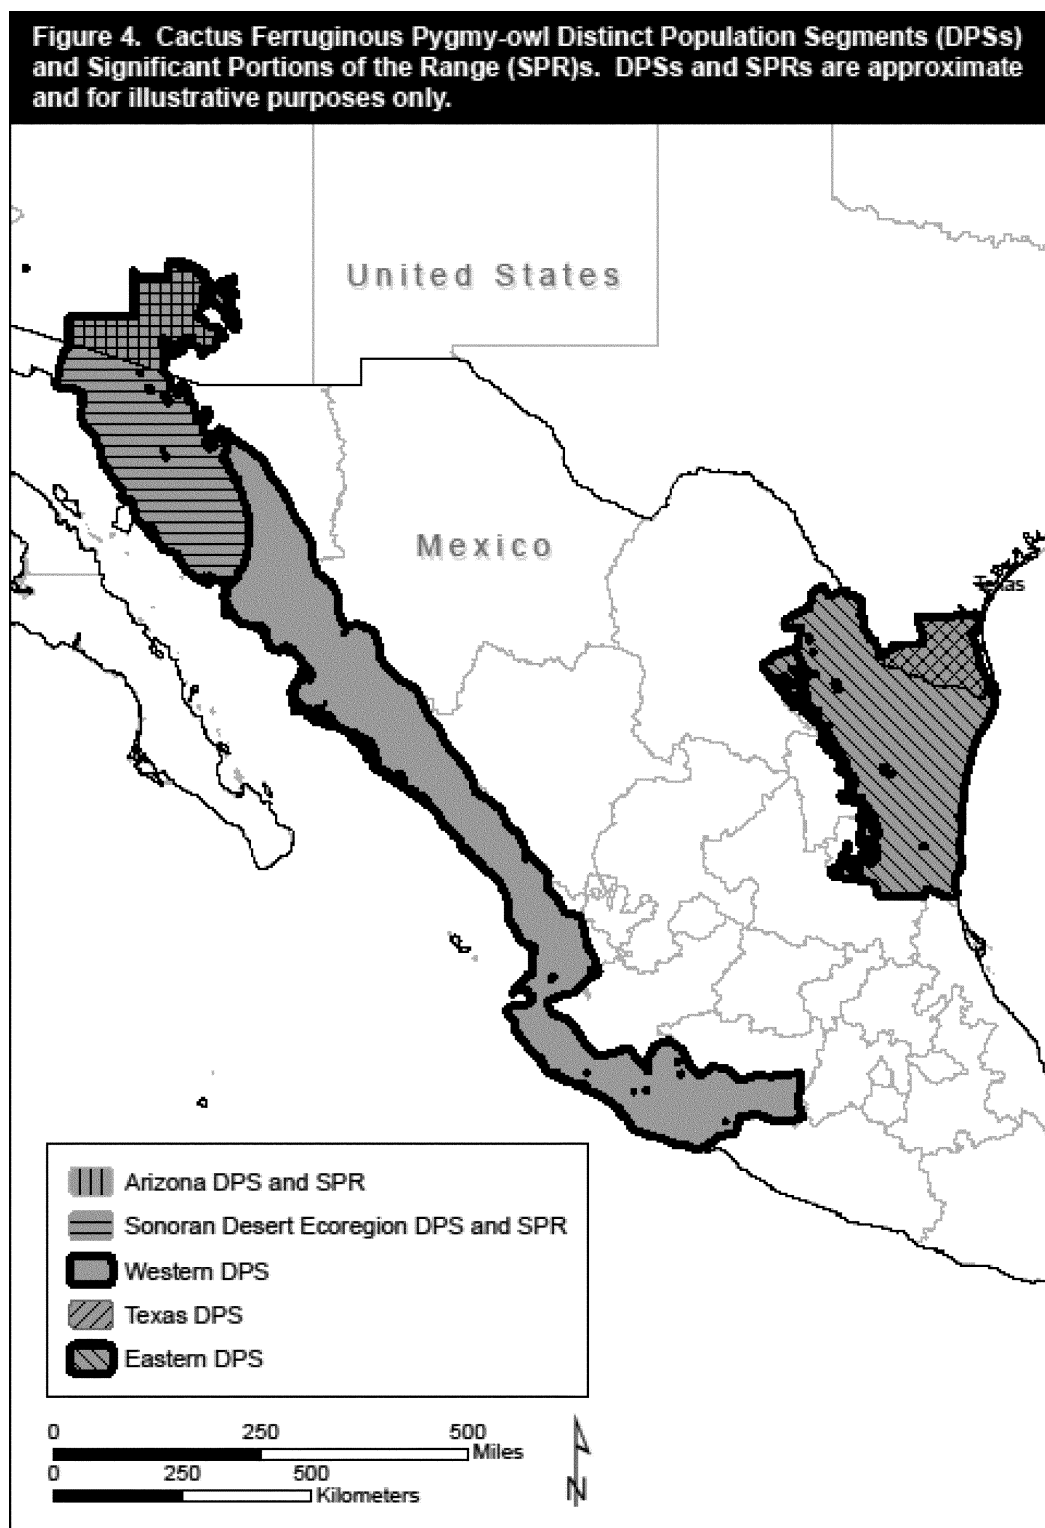 Figure 4. Cactus Ferruginous Pygmy-owl Distinct Population Segments (DPSs)
and Significant Portions of the Range (SPR)s. DPSs and SPRs are approximate
and for illustrative purposes only.
United States
Mexico
Texas
Arizona DPS and SPR
Sonoran Desert Ecoregion DPS and SPR
Western DPS
Texas DPS
Eastern DPS
0 250 500
Miles
0 250 500
Kilometers
N